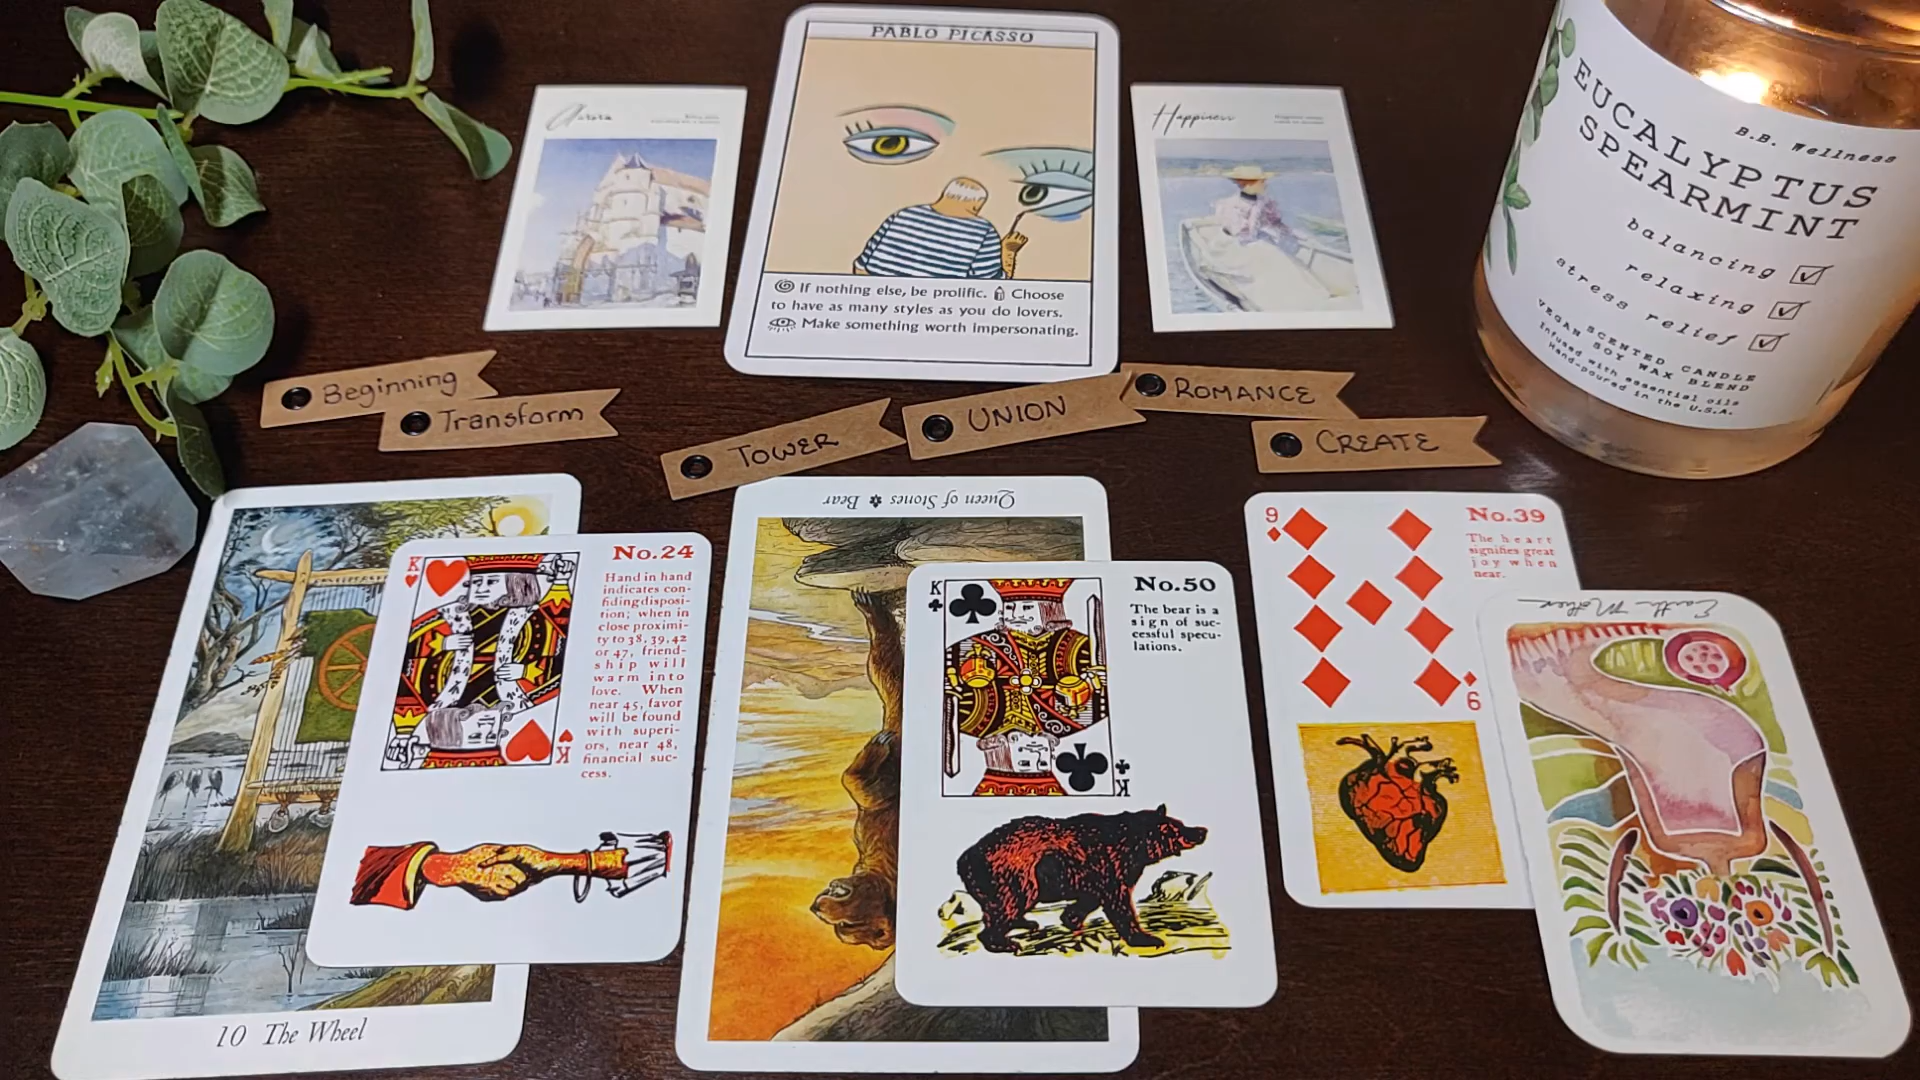 PABLO PICASSO
If nothing else, be prolific. Choose
to have as many styles as you do lovers.
Make something worth impersonating.
Aurora
Happiness
B.B. Wellness
EUCALYPTUS
SPEARMINT
balancing
relaxing
stress relief
VEGAN SCENTED CANDLE
SOY WAX BLEND
Infused with essential oils
Hand-poured in the U.S.A.
Beginning
Transform
TOWER
UNION
ROMANCE
CREATE
10 The Wheel
K
No.24
Hand in hand
indicates con-
fiding disposi-
tion; when in
close proximi-
ty to 38, 39, 42
or 47, friend-
ship will
warm into
love. When
near 45, favor
will be found
with superi-
ors, near 48,
financial suc-
cess.
K
Queen of Stones Bear
K
No.50
The bear is a
sign of suc-
cessful specu-
lations.
K
9
No.39
The heart
signifies great
joy when
near.
9
Earth Mother